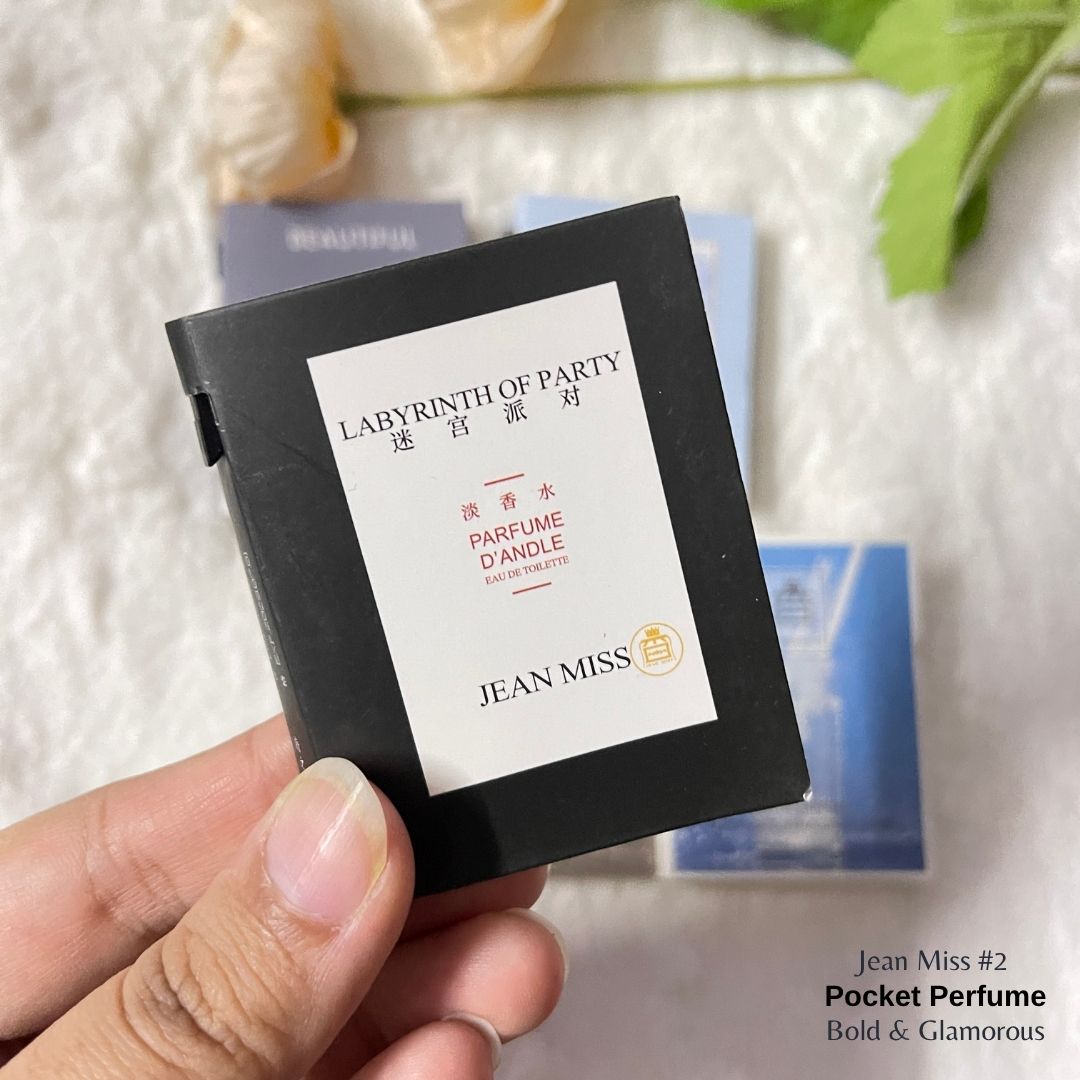 BEAUTIFUL
LABYRINTH OF PARTY
迷宫派对
淡香水
PARFUME
D'ANDLE
EAU DE TOILETTE
JEAN MISS
Jean Miss #2
Pocket Perfume
Bold & Glamorous